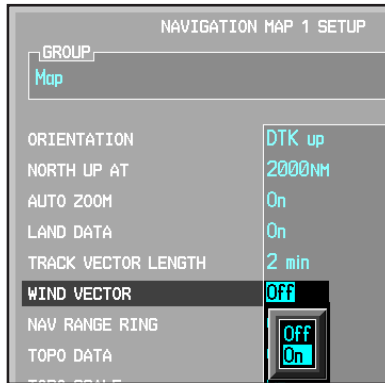 NAVIGATION MAP 1 SETUP
GROUP
Map
ORIENTATION DTK up
NORTH UP AT 2000NM
AUTO ZOOM On
LAND DATA On
TRACK VECTOR LENGTH 2 min
WIND VECTOR Off
NAV RANGE RING Off
TOPO DATA On